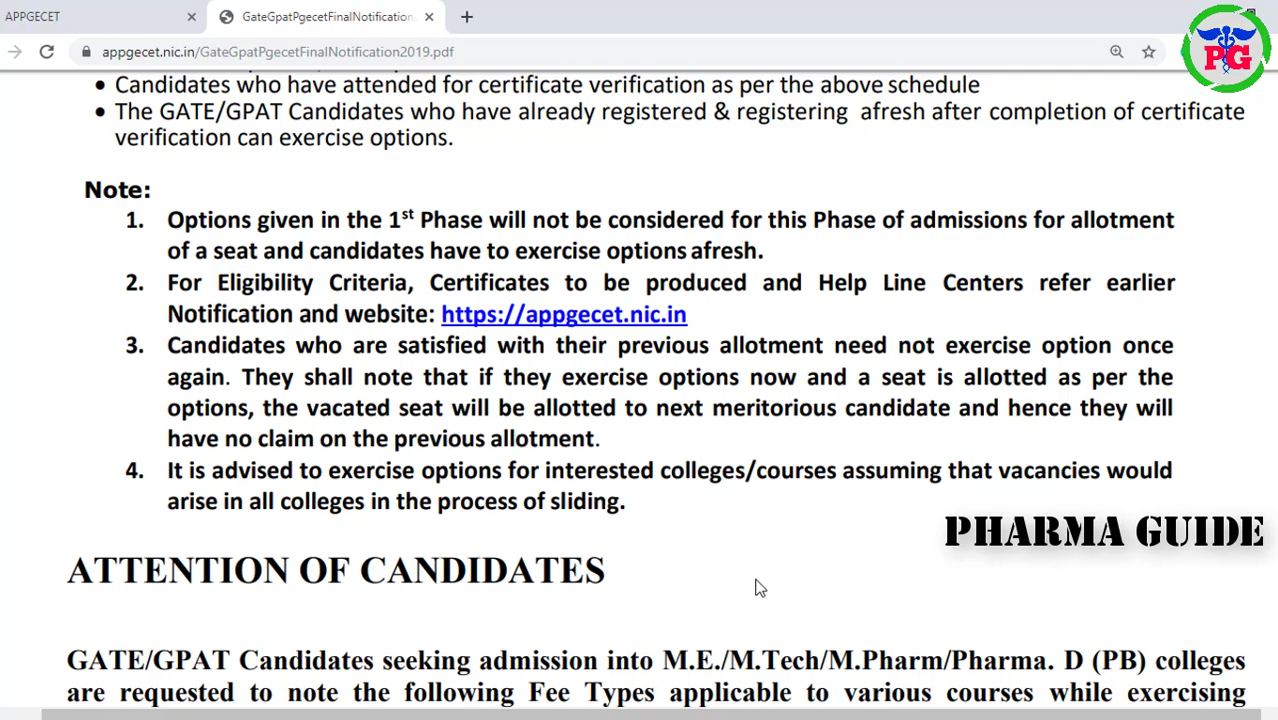 APPGECET
GateGpatPgecetFinalNotification
appgecet.nic.in/GateGpatPgecetFinalNotification2019.pdf
PG
• Candidates who have attended for certificate verification as per the above schedule
• The GATE/GPAT Candidates who have already registered & registering afresh after completion of certificate
verification can exercise options.
Note:
1. Options given in the 1st Phase will not be considered for this Phase of admissions for allotment
of a seat and candidates have to exercise options afresh.
2. For Eligibility Criteria, Certificates to be produced and Help Line Centers refer earlier
Notification and website: https://appgecet.nic.in
3. Candidates who are satisfied with their previous allotment need not exercise option once
again. They shall note that if they exercise options now and a seat is allotted as per the
options, the vacated seat will be allotted to next meritorious candidate and hence they will
have no claim on the previous allotment.
4. It is advised to exercise options for interested colleges/courses assuming that vacancies would
arise in all colleges in the process of sliding.
PHARMA GUIDE
ATTENTION OF CANDIDATES
GATE/GPAT Candidates seeking admission into M.E./M.Tech/M.Pharm/Pharma. D (PB) colleges
are requested to note the following Fee Types applicable to various courses while exercising